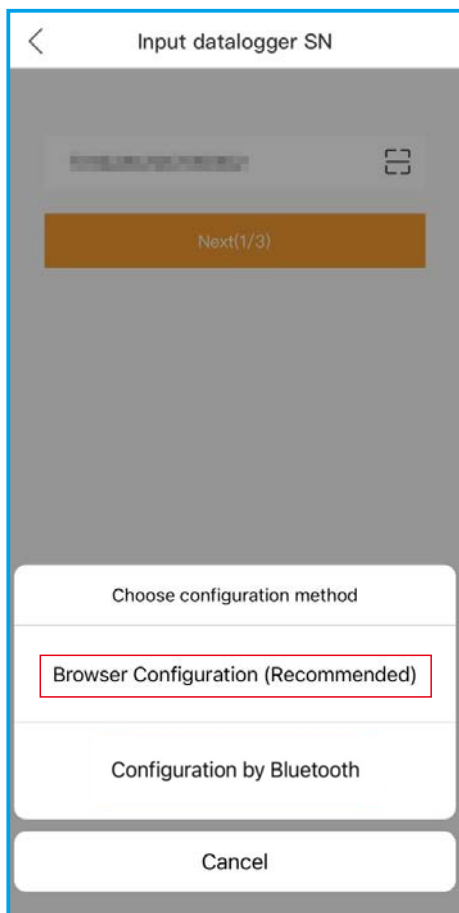 Input datalogger SN
Next(1/3)
Choose configuration method
Browser Configuration (Recommended)
Configuration by Bluetooth
Cancel